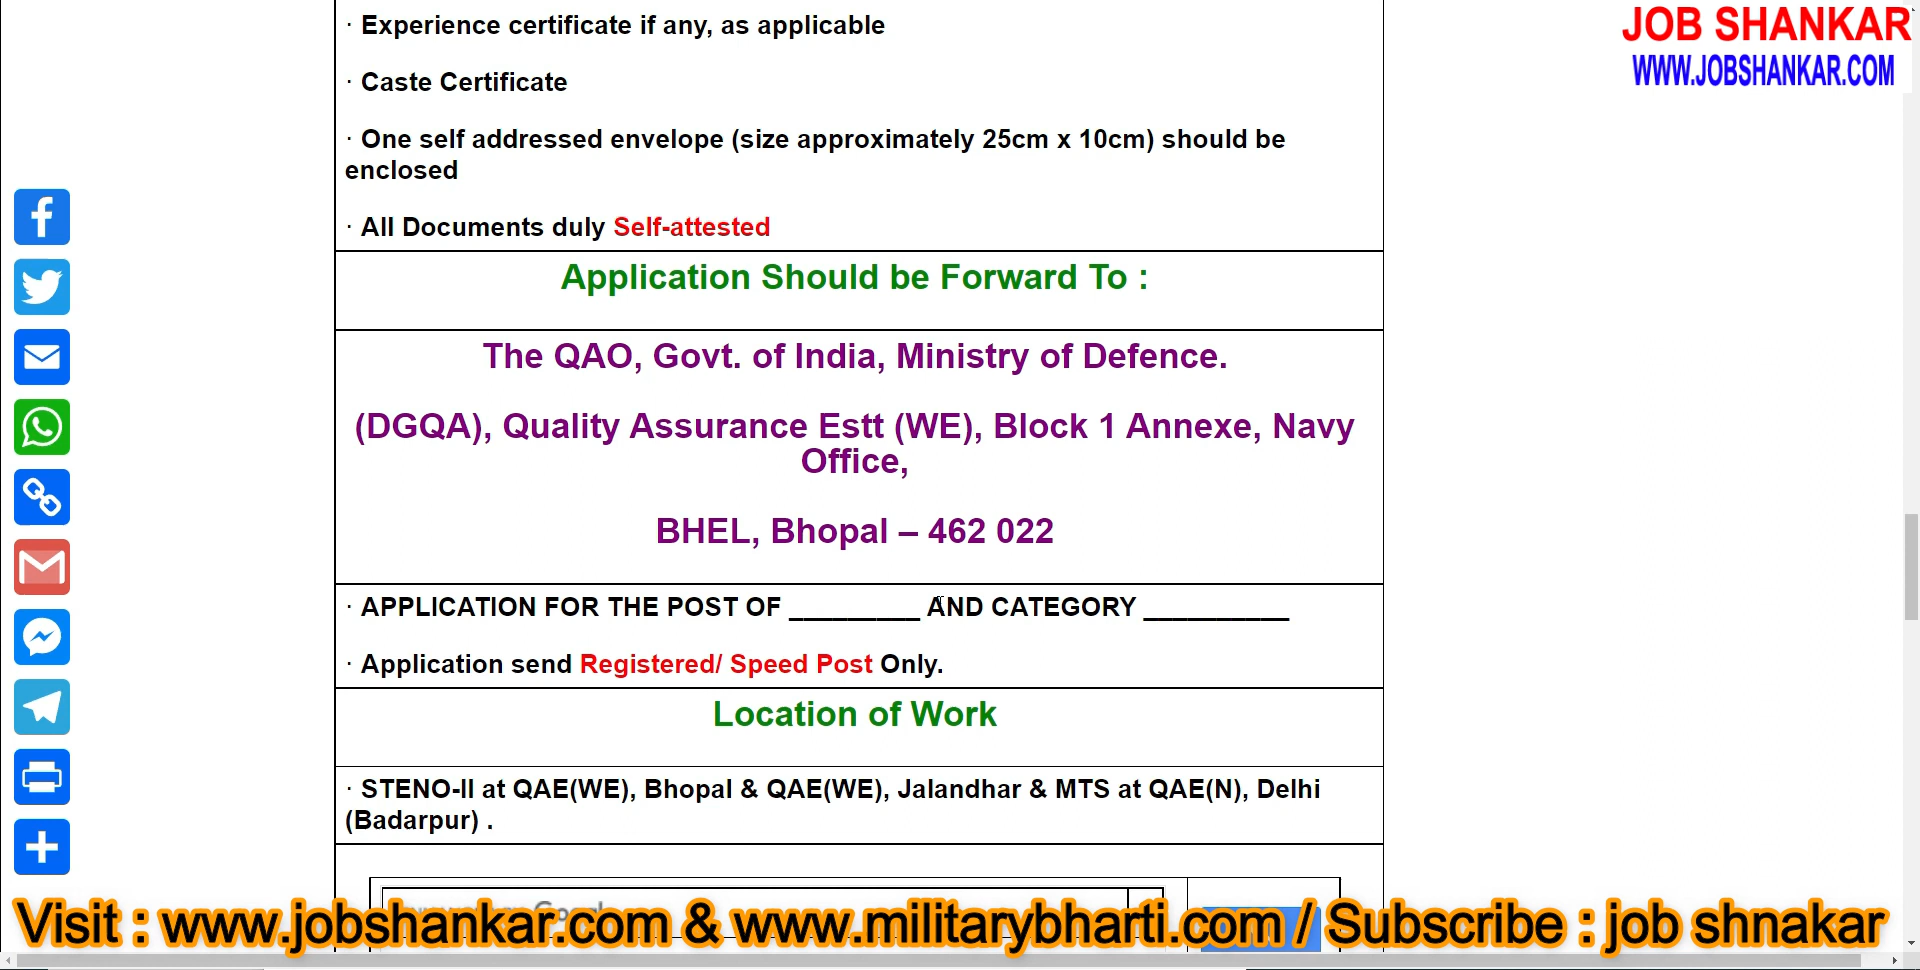 · Experience certificate if any, as applicable
JOB SHANKAR
WWW.JOBSHANKAR.COM
· Caste Certificate
· One self addressed envelope (size approximately 25cm x 10cm) should be
enclosed
· All Documents duly Self-attested
Application Should be Forward To :
The QAO, Govt. of India, Ministry of Defence.
(DGQA), Quality Assurance Estt (WE), Block 1 Annexe, Navy
Office,
BHEL, Bhopal – 462 022
· APPLICATION FOR THE POST OF _________ AND CATEGORY __________
· Application send Registered/ Speed Post Only.
Location of Work
· STENO-II at QAE(WE), Bhopal & QAE(WE), Jalandhar & MTS at QAE(N), Delhi
(Badarpur) .
Visit : www.jobshankar.com & www.militarybharti.com / Subscribe : job shnakar